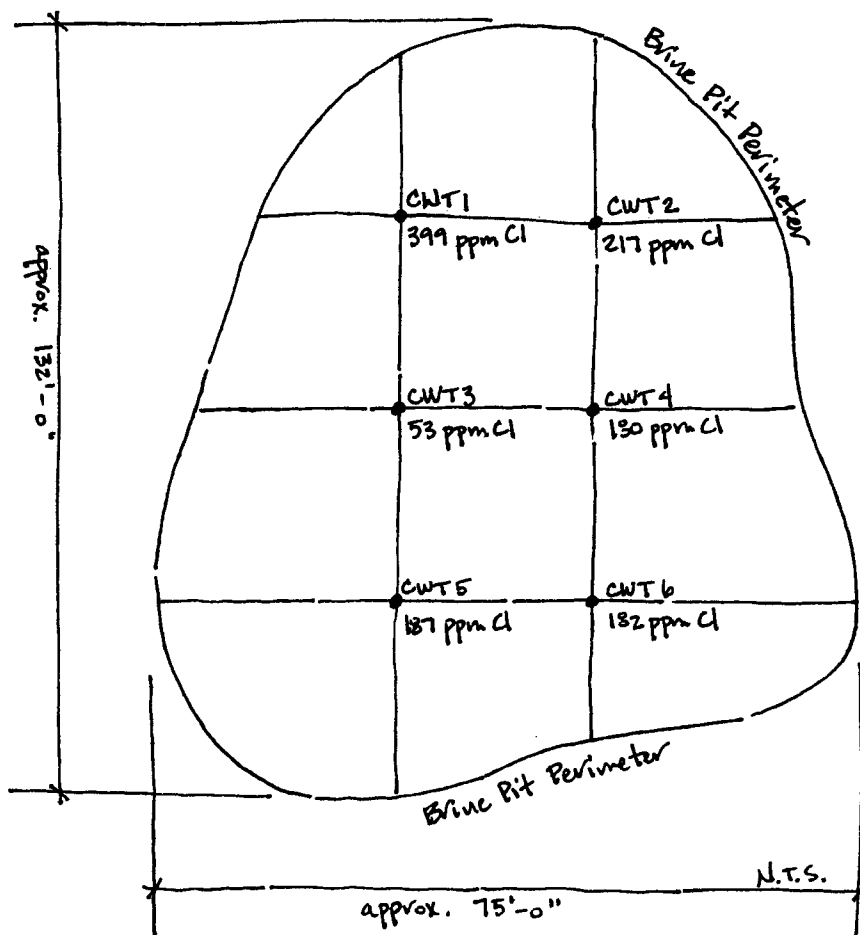 Brine Pit Perimeter
CWT1
399 ppm Cl
CWT2
217 ppm Cl
approx. 132'-0"
CWT3
53 ppm Cl
CWT4
130 ppm Cl
CWT5
187 ppm Cl
CWT6
182 ppm Cl
Brine Pit Perimeter
N.T.S.
approx. 75'-0"